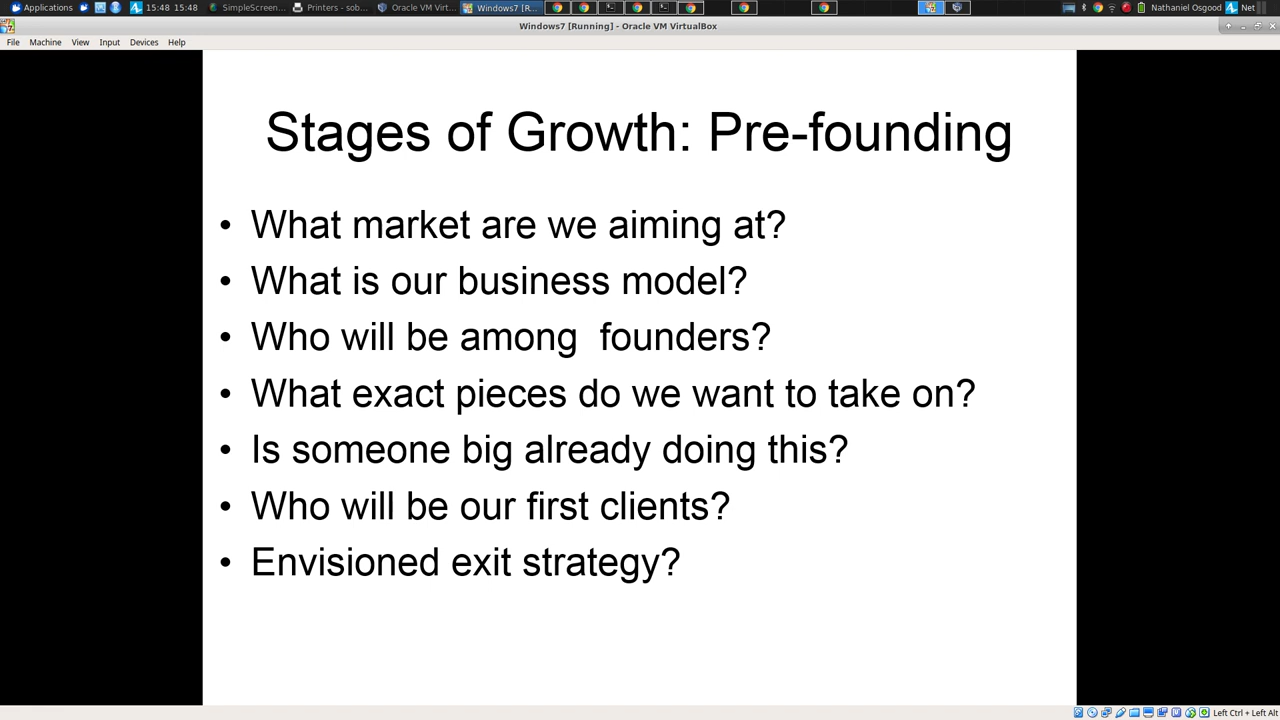 Applications
15:48 15:48
SimpleScreen...
Printers - sob...
Oracle VM Virt...
Windows7 [R...
Nathaniel Osgood
Net
Windows7 [Running] - Oracle VM VirtualBox
File Machine View Input Devices Help
Stages of Growth: Pre-founding
• What market are we aiming at?
• What is our business model?
• Who will be among  founders?
• What exact pieces do we want to take on?
• Is someone big already doing this?
• Who will be our first clients?
• Envisioned exit strategy?
Left Ctrl + Left Alt